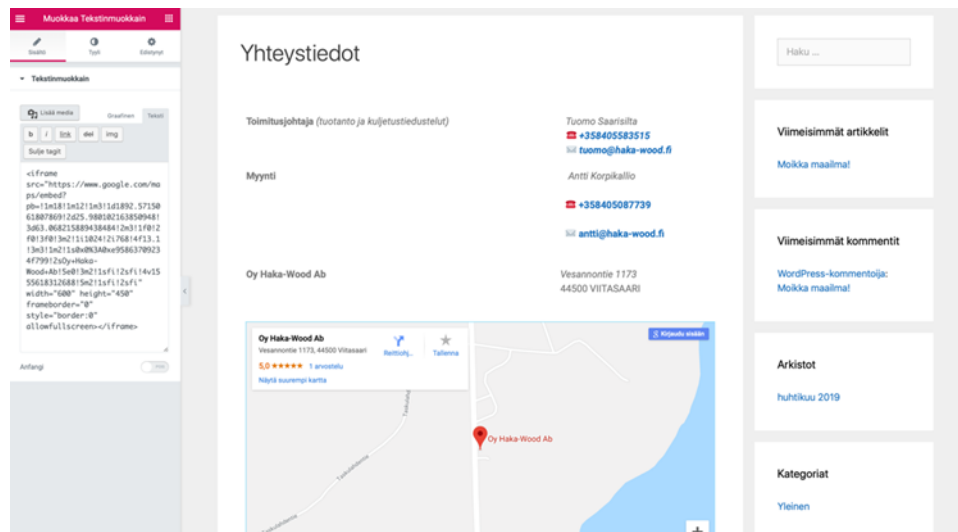 Muokkaa Tekstinmuokkain
Sisältö
Tyyli
Edistynyt
Tekstinmuokkain
Lisää media
Graafinen
Teksti
b
i
link
del
img
Sulje tagit
<iframe
src="https://www.google.com/ma
ps/embed?
pb=!1m18!1m12!1m3!1d1892.57150
61807869!2d25.980102163850948!
3d63.068215889438484!2m3!1f0!2
f0!3f0!3m2!1i1024!2i768!4f13.1
!3m3!1m2!1s0x0%3A0xe9586370923
4f799!2sOy+Haka-
Wood+Ab!5e0!3m2!1sfi!2sfi!4v15
55618312688!5m2!1sfi!2sfi"
width="600" height="450"
frameborder="0"
style="border:0"
allowfullscreen></iframe>
Anfangi
Yhteystiedot
Toimitusjohtaja (tuotanto ja kuljetustiedustelut)
Tuomo Saarisilta
+358405583515
tuomo@haka-wood.fi
Myynti
Antti Korpikallio
+358405087739
antti@haka-wood.fi
Oy Haka-Wood Ab
Vesannontie 1173
44500 VIITASAARI
Oy Haka-Wood Ab
Vesannontie 1173, 44500 Viitasaari
5,0 ★★★★★ 1 arvostelu
Näytä suurempi kartta
Reittiohj...
Tallenna
Kirjaudu sisään
Oy Haka-Wood Ab
Haku ...
Viimeisimmät artikkelit
Moikka maailma!
Viimeisimmät kommentit
WordPress-kommentoija:
Moikka maailma!
Arkistot
huhtikuu 2019
Kategoriat
Yleinen